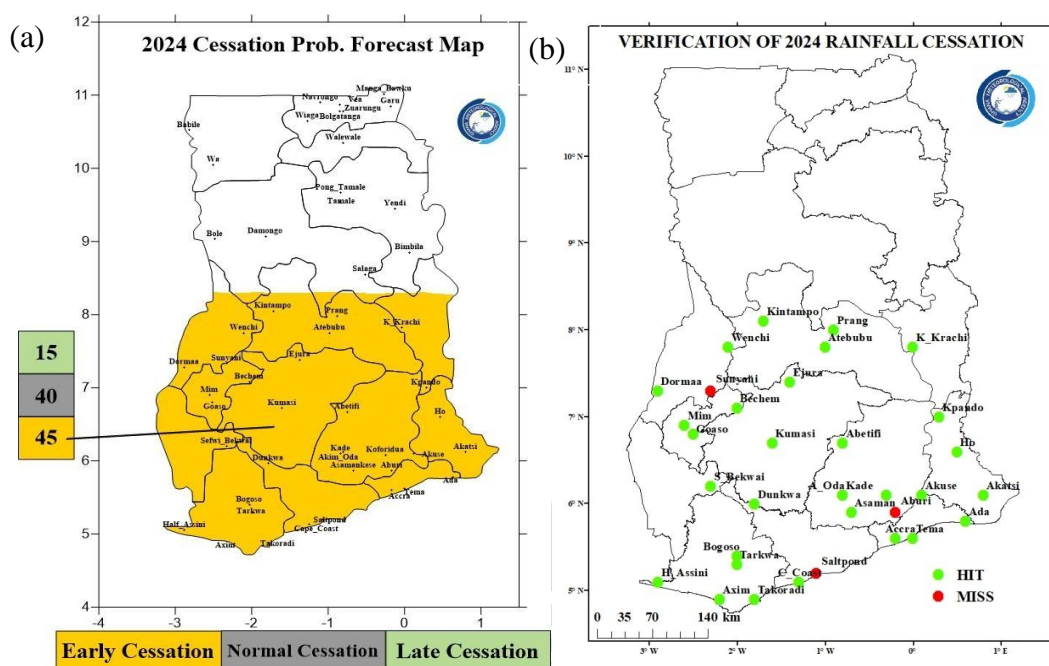 (a)
2024 Cessation Prob. Forecast Map
12
11
10
9
8
7
6
5
4
-3
-2
-1
0
1
Manga_Bawku
Navrongo
Vea
Garu
Zuarungu
Wiaga
Bolgatanga
Babile
Walewale
Wa
Pong_Tamale
Tamale
Yendi
Bole
Damongo
Bimbila
Salaga
Kintampo
Prang
K_Krachi
Wenchi
Atebubu
Sunyani
Ejura
Dormaa
Bechem
Kpando
Mim
Goaso
Kumasi
Abetifi
Ho
Sefwi_Bekwai
Kade
Koforidua
Akatsi
Dunkwa
Akim_Oda
Akuse
Asamankese
Aburi
Ada
Tema
Accra
Bogoso
Tarkwa
Half_Assini
Saltpond
Cape_Coast
Axim
Takoradi
15
40
45
-4
Early Cessation
Normal Cessation
Late Cessation
(b)
VERIFICATION OF 2024 RAINFALL CESSATION
11° N
10° N
9° N
8° N
7° N
6° N
5° N
Kintampo
Prang
Wenchi
Atebubu
K_Krachi
Dormaa
Sunyani
Ejura
Bechem
Mim
Goaso
Kpando
Kumasi
Abetifi
Ho
S_Bekwai
Dunkwa
A_Oda
Kade
Akuse
Akatsi
Asaman
Aburi
Ada
Accra
Tema
Bogoso
Tarkwa
Saltpond
H_Assini
C_Coast
Axim
Takoradi
HIT
MISS
0 35 70 140 km
3° W
2° W
1° W
0°
1° E